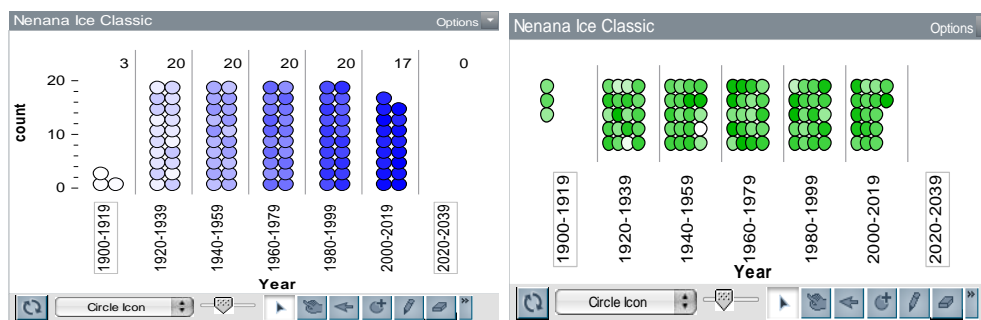 Nenana Ice Classic
Options
3 20 20 20 20 17 0
20
10
0
count
1900-1919
1920-1939
1940-1959
1960-1979
1980-1999
2000-2019
2020-2039
Year
Circle Icon
»
Nenana Ice Classic
Options
1900-1919
1920-1939
1940-1959
1960-1979
1980-1999
2000-2019
2020-2039
Year
Circle Icon
»